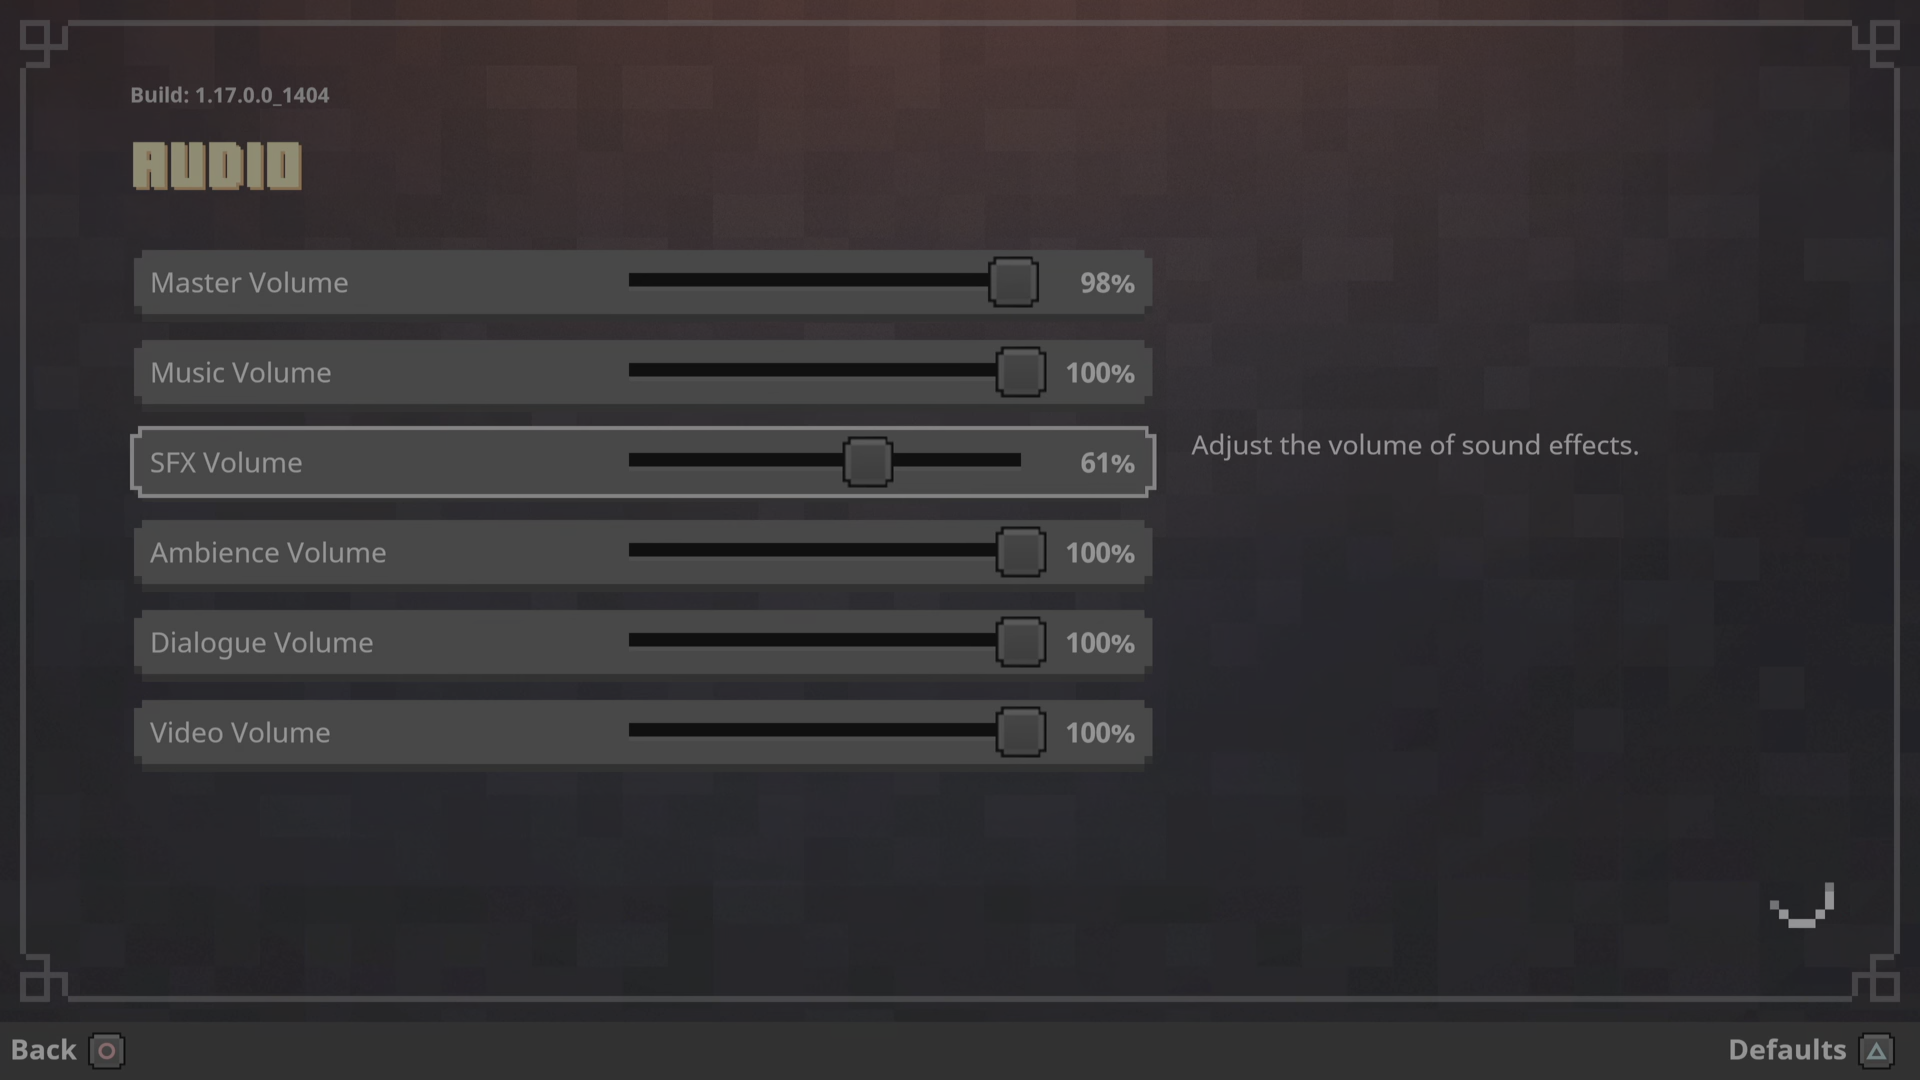 Build: 1.17.0.0_1404
AUDIO
Master Volume 98%
Music Volume 100%
SFX Volume 61%
Adjust the volume of sound effects.
Ambience Volume 100%
Dialogue Volume 100%
Video Volume 100%
Back
Defaults